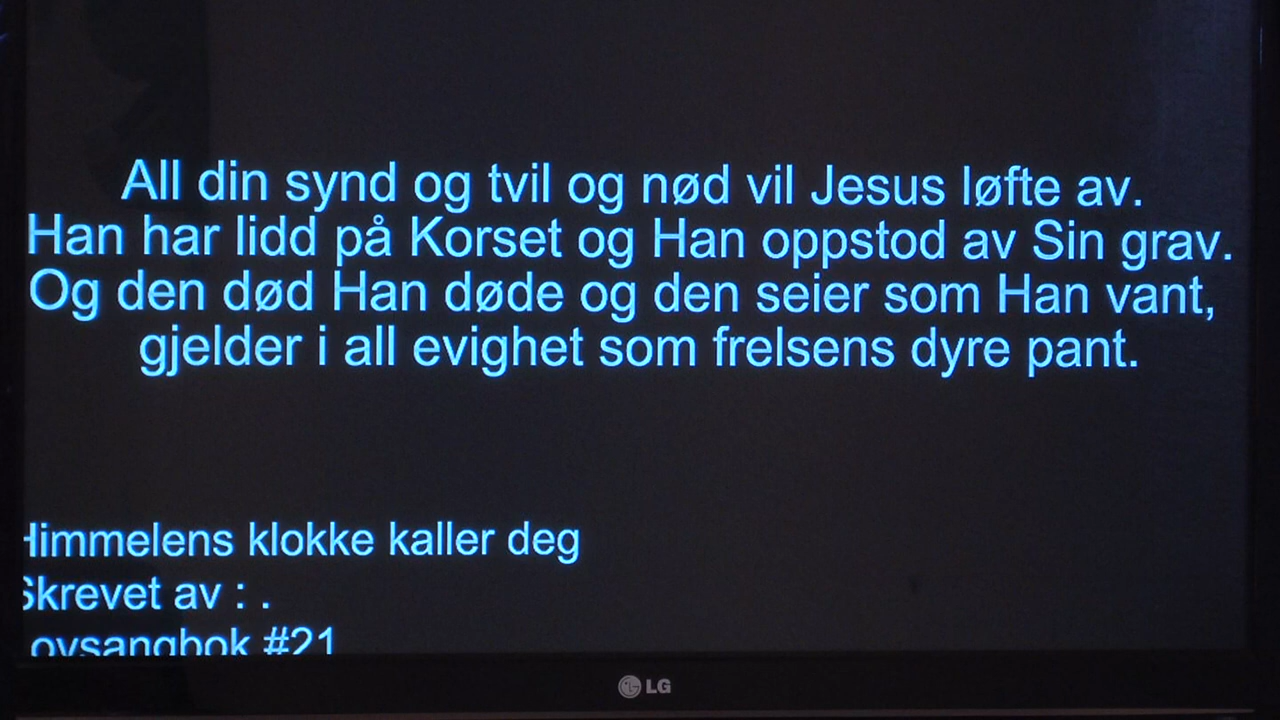 All din synd og tvil og nød vil Jesus løfte av.
Han har lidd på Korset og Han oppstod av Sin grav.
Og den død Han døde og den seier som Han vant,
gjelder i all evighet som frelsens dyre pant.
Himmelens klokke kaller deg
Skrevet av : .
ovsangbok #21
LG